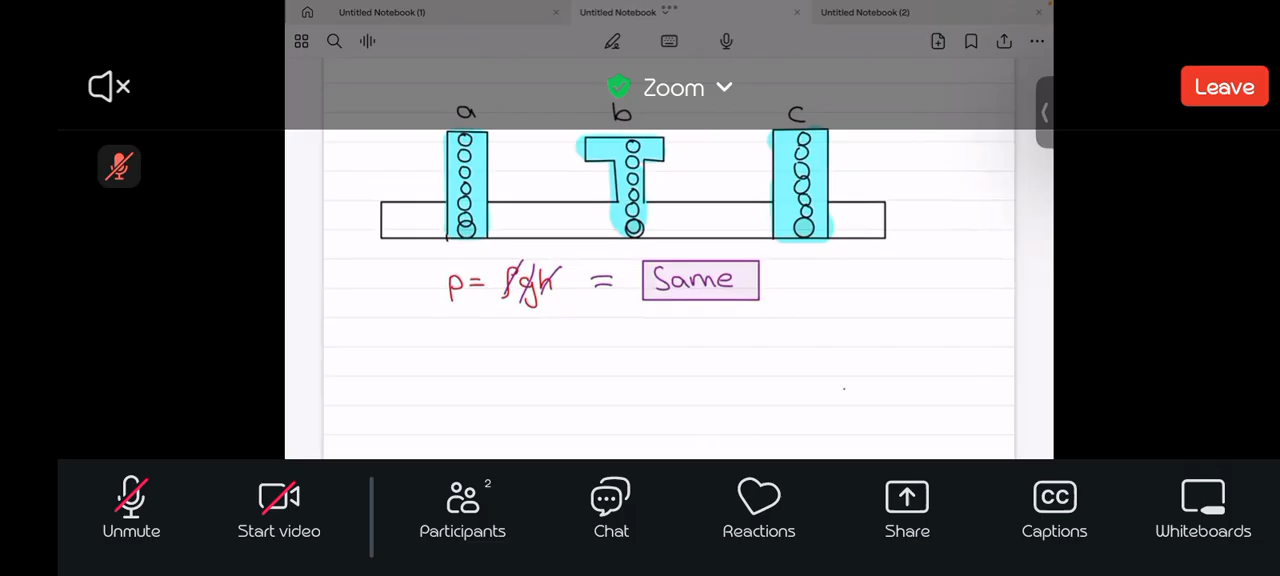 Untitled Notebook (1) × Untitled Notebook × Untitled Notebook (2) ×
Zoom
Leave
a b c
p = ρgh = Same
2
Unmute Start video Participants Chat Reactions Share CC Captions Whiteboards